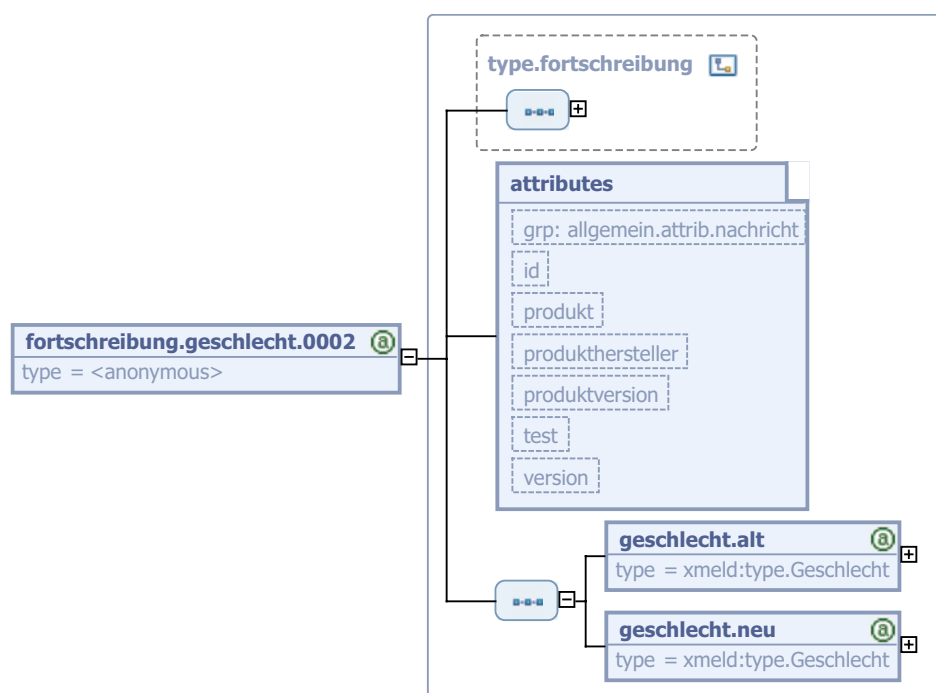 type.fortschreibung
attributes
grp: allgemein.attrib.nachricht
id
produkt
produkthersteller
produktversion
test
version
fortschreibung.geschlecht.0002
type = <anonymous>
geschlecht.alt
type = xmeld:type.Geschlecht
geschlecht.neu
type = xmeld:type.Geschlecht